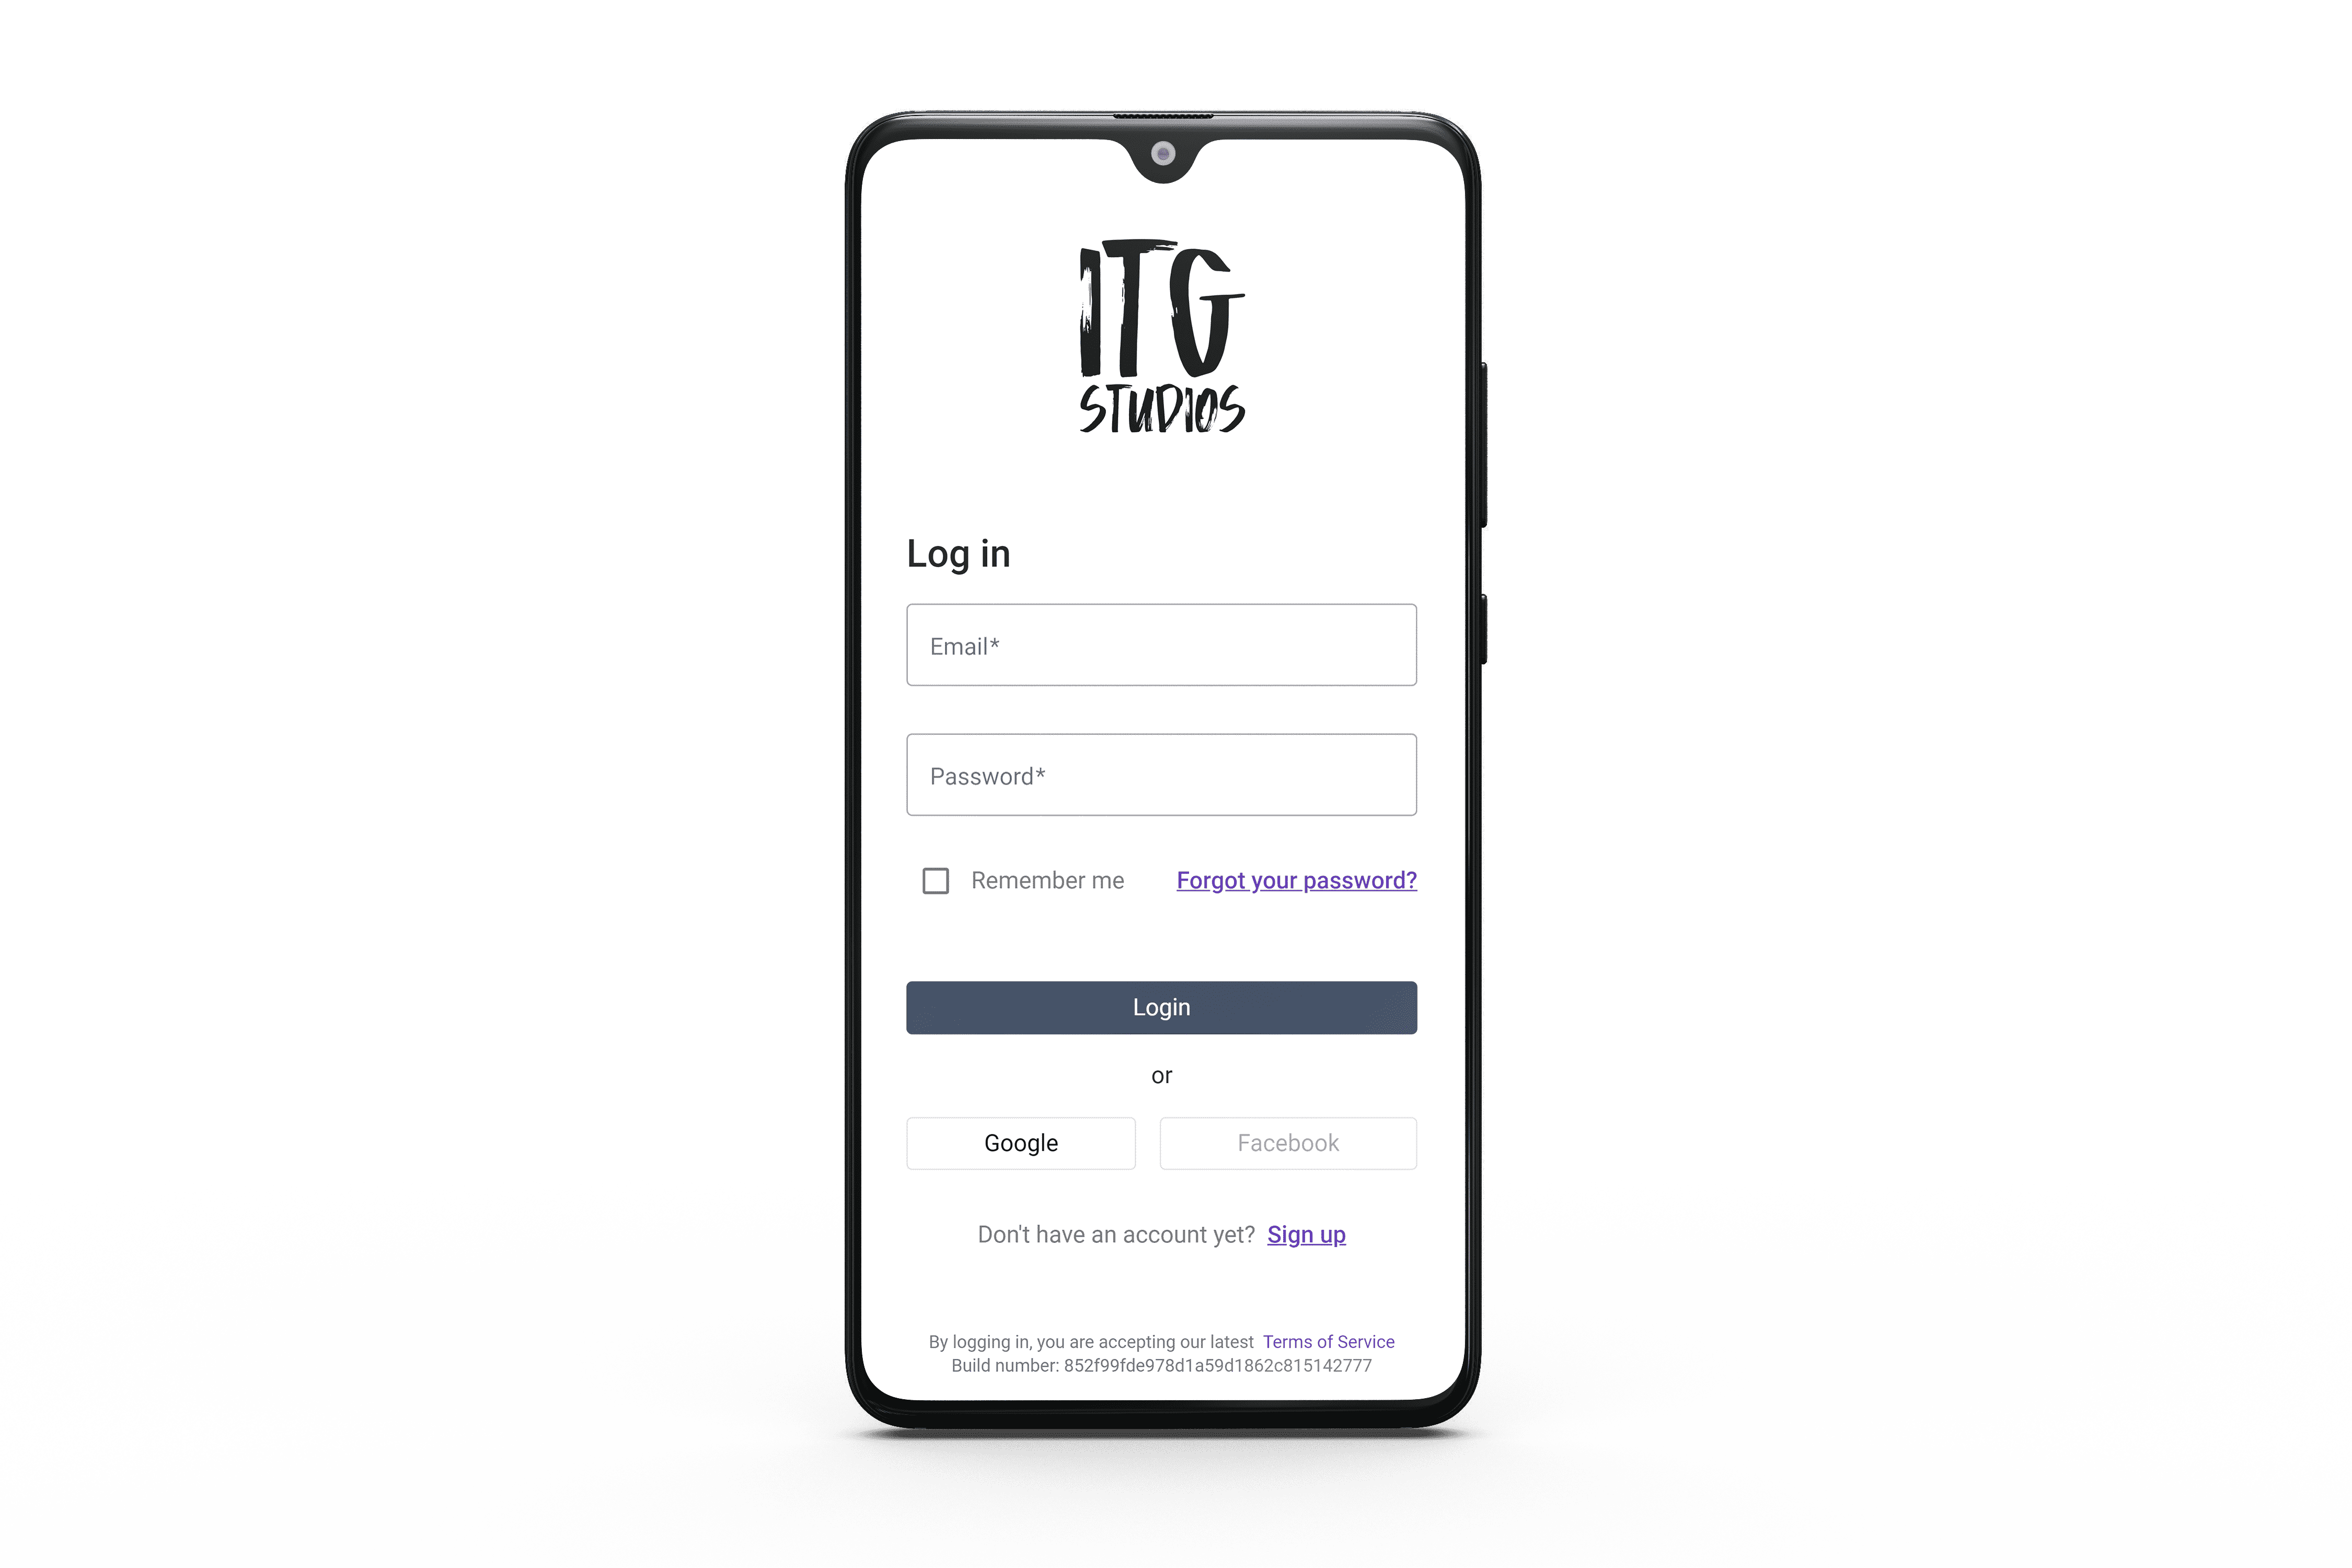 ITG
STUDIOS
Log in
Email*
Password*
Remember me Forgot your password?
Login
or
Google Facebook
Don't have an account yet? Sign up
By logging in, you are accepting our latest Terms of Service
Build number: 852f99fde978d1a59d1862c815142777